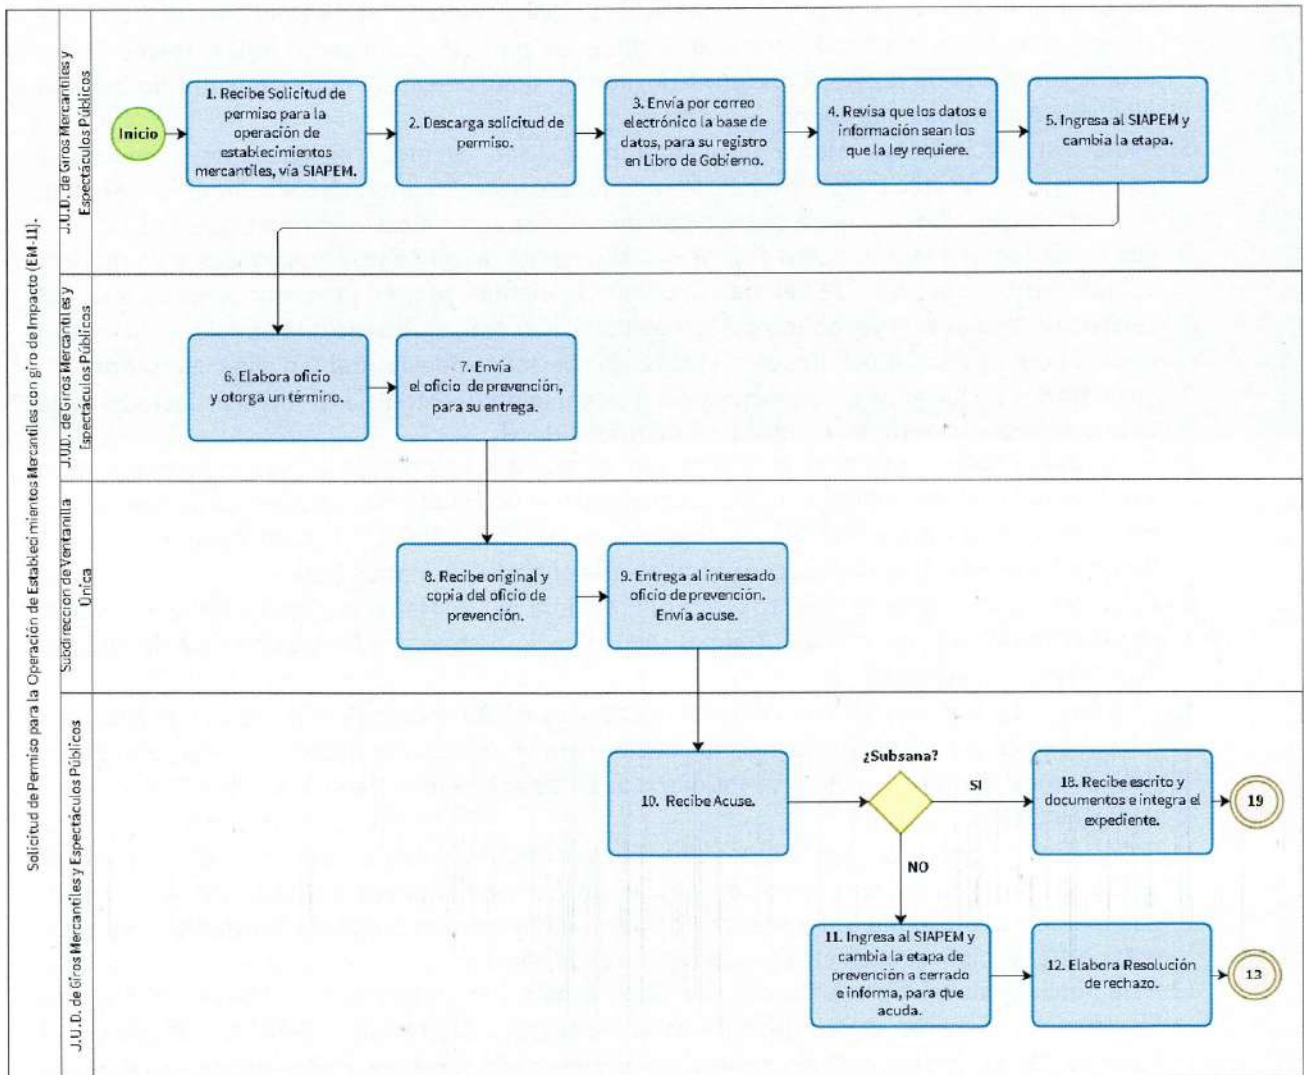 Solicitud de Permiso para la Operación de Establecimientos Mercantiles con giro de Impacto (EM-11).
J.U.D. de Giros Mercantiles y
Espectáculos Públicos
Inicio
1. Recibe Solicitud de
permiso para la
operación de
establecimientos
mercantiles, vía SIAPEM.
2. Descarga solicitud de
permiso.
3. Envía por correo
electrónico la base de
datos, para su registro
en Libro de Gobierno.
4. Revisa que los datos e
información sean los
que la ley requiere.
5. Ingresa al SIAPEM y
cambia la etapa.
J.U.D. de Giros Mercantiles y
Espectáculos Públicos
6. Elabora oficio
y otorga un término.
7. Envía
el oficio de prevención,
para su entrega.
Subdirección de Ventanilla
Única
8. Recibe original y
copia del oficio de
prevención.
9. Entrega al interesado
oficio de prevención.
Envía acuse.
J.U.D. de Giros Mercantiles y Espectáculos Públicos
10. Recibe Acuse.
¿Subsana?
SI
18. Recibe escrito y
documentos e integra el
expediente.
19
NO
11. Ingresa al SIAPEM y
cambia la etapa de
prevención a cerrado
e informa, para que
acuda.
12. Elabora Resolución
de rechazo.
13